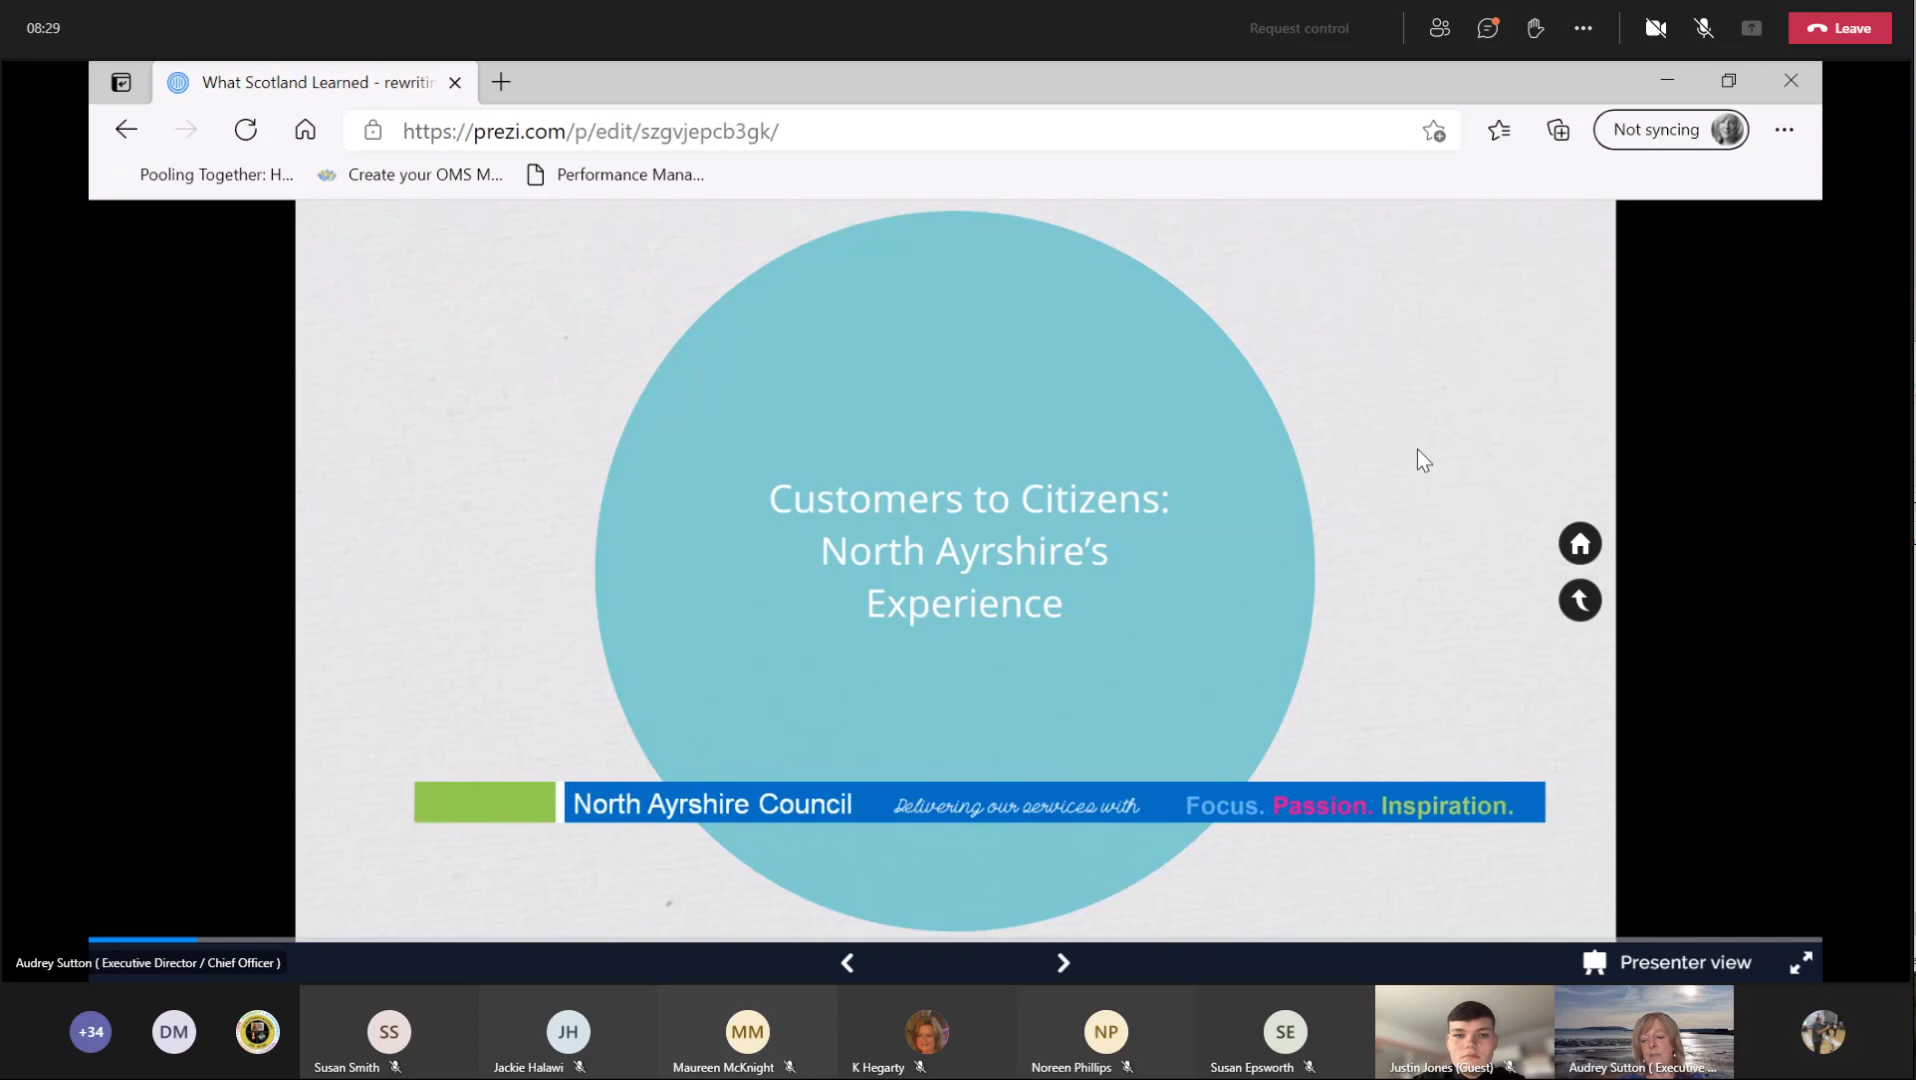 08:29
Request control
Leave
What Scotland Learned - rewritin
https://prezi.com/p/edit/szgvjepcb3gk/
Not syncing
Pooling Together: H...
Create your OMS M...
Performance Mana...
Customers to Citizens:
North Ayrshire’s
Experience
North Ayrshire Council
Delivering our services with
Focus. Passion. Inspiration.
Audrey Sutton ( Executive Director / Chief Officer )
Presenter view
+34
DM
SS
JH
MM
NP
SE
Susan Smith
Jackie Halawi
Maureen McKnight
K Hegarty
Noreen Phillips
Susan Epsworth
Justin Jones (Guest)
Audrey Sutton ( Executive ...